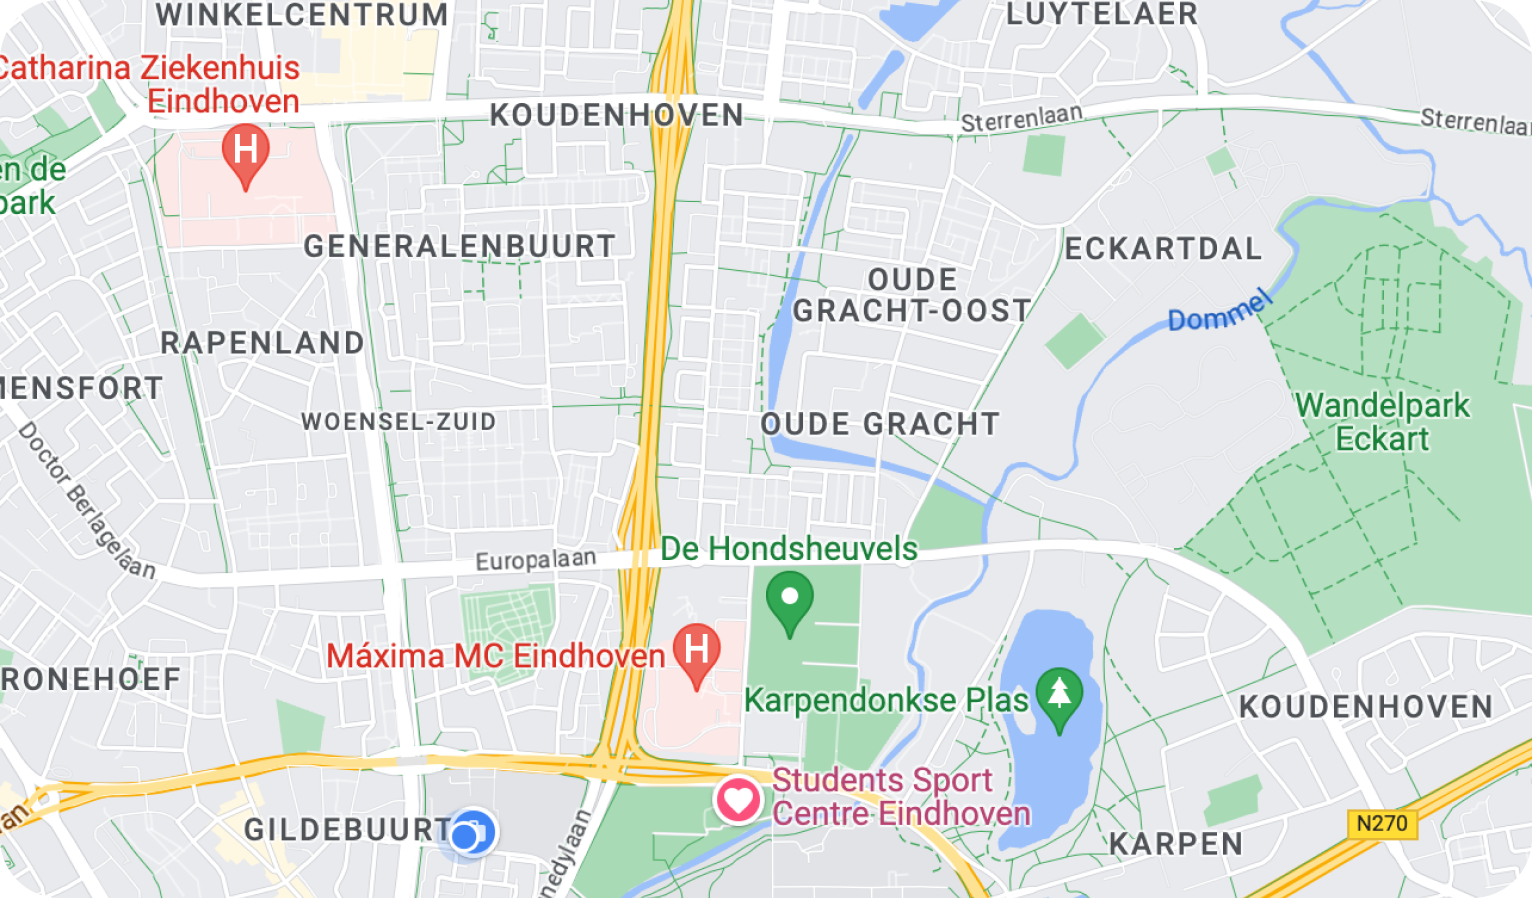 WINKELCENTRUM
LUYTELAER
Catharina Ziekenhuis
Eindhoven
H
KOUDENHOVEN
Sterrenlaan
Sterrenlaan
en de
park
GENERALENBUURT
ECKARTDAL
OUDE
GRACHT-OOST
Dommel
RAPENLAND
MENSFORT
WOENSEL-ZUID
OUDE GRACHT
Wandelpark
Eckart
Doctor Berlagelaan
Europalaan
De Hondsheuvels
Máxima MC Eindhoven
H
RONEHOEF
Karpendonkse Plas
KOUDENHOVEN
Students Sport
Centre Eindhoven
an
GILDEBUURT
nedylaan
N270
KARPEN